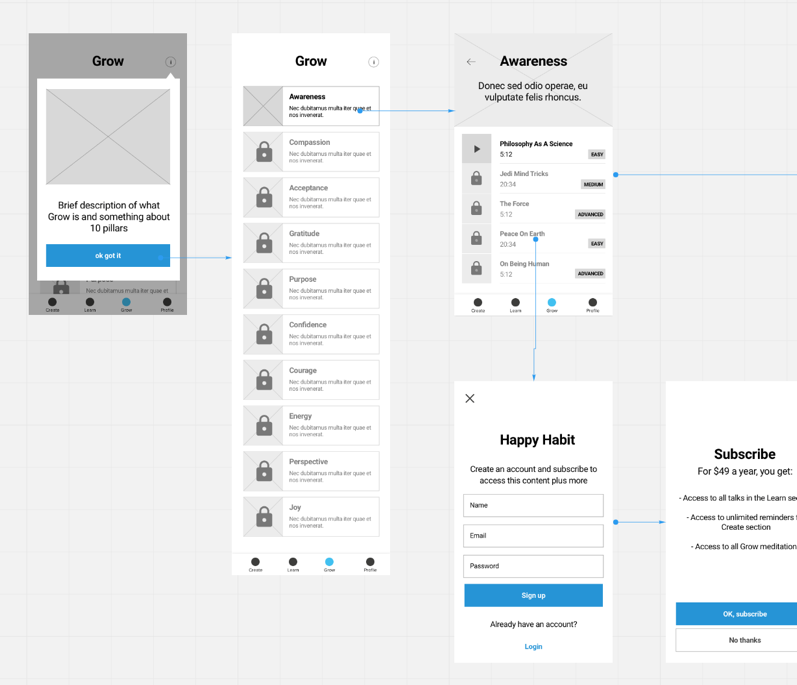 Grow
i
Brief description of what
Grow is and something about
10 pillars
ok got it
Nec dubitamus multa iter quae et
Create
Learn
Grow
Profile
Grow
i
Awareness
Nec dubitamus multa iter quae et
nos invenerat.
Compassion
Nec dubitamus multa iter quae et
nos invenerat.
Acceptance
Nec dubitamus multa iter quae et
nos invenerat.
Gratitude
Nec dubitamus multa iter quae et
nos invenerat.
Purpose
Nec dubitamus multa iter quae et
nos invenerat.
Confidence
Nec dubitamus multa iter quae et
nos invenerat.
Courage
Nec dubitamus multa iter quae et
nos invenerat.
Energy
Nec dubitamus multa iter quae et
nos invenerat.
Perspective
Nec dubitamus multa iter quae et
nos invenerat.
Joy
Nec dubitamus multa iter quae et
nos invenerat.
Create
Learn
Grow
Profile
Awareness
Donec sed odio operae, eu
vulputate felis rhoncus.
Philosophy As A Science
5:12
EASY
Jedi Mind Tricks
20:34
MEDIUM
The Force
5:12
ADVANCED
Peace On Earth
20:34
EASY
On Being Human
5:12
ADVANCED
Create
Learn
Grow
Profile
Happy Habit
Create an account and subscribe to
access this content plus more
Name
Email
Password
Sign up
Already have an account?
Login
Subscribe
For $49 a year, you get:
- Access to all talks in the Learn
- Access to unlimited reminders
Create section
- Access to all Grow meditation
OK, subscribe
No thanks